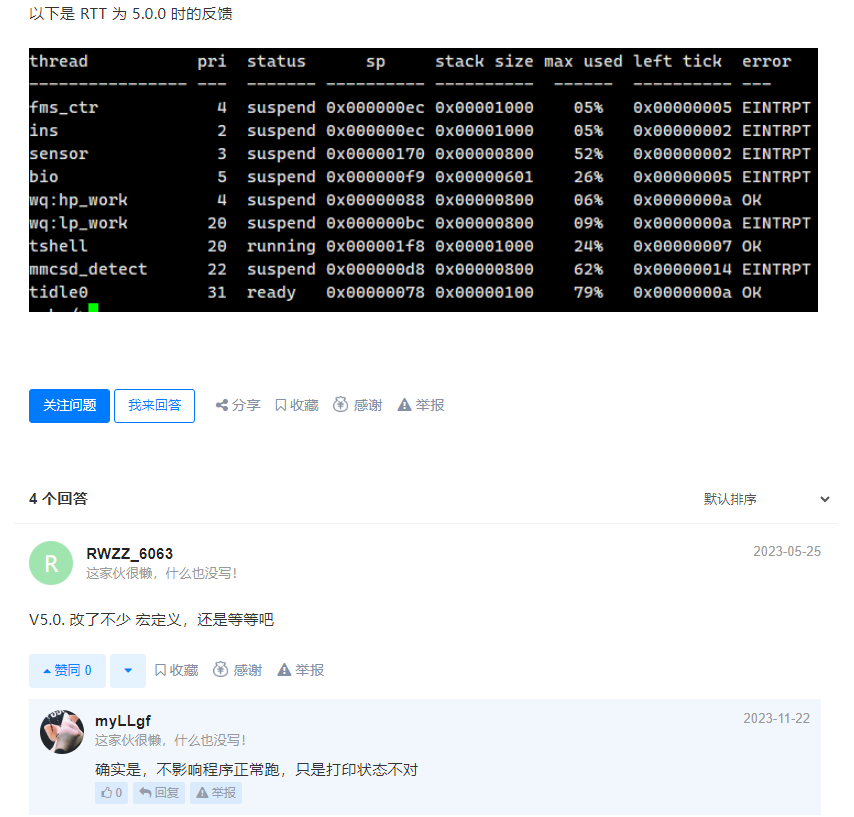 以下是 RTT 为 5.0.0 时的反馈
thread pri status sp stack size max used left tick error
---------------- --- ------- ---------- ---------- ------ ---------- ---
fms_ctr 4 suspend 0x000000ec 0x00001000 05% 0x00000005 EINTRPT
ins 2 suspend 0x000000ec 0x00001000 05% 0x00000002 EINTRPT
sensor 3 suspend 0x00000170 0x00000800 52% 0x00000002 EINTRPT
bio 5 suspend 0x000000f9 0x00000601 26% 0x00000005 EINTRPT
wq:hp_work 4 suspend 0x00000088 0x00000800 06% 0x0000000a OK
wq:lp_work 20 suspend 0x000000bc 0x00000800 09% 0x0000000a EINTRPT
tshell 20 running 0x000001f8 0x00001000 24% 0x00000007 OK
mmcsd_detect 22 suspend 0x000000d8 0x00000800 62% 0x00000014 EINTRPT
tidle0 31 ready 0x00000078 0x00000100 79% 0x0000000a OK
关注问题 我来回答 分享 收藏 感谢 举报
4 个回答 默认排序
R RWZZ_6063 2023-05-25
这家伙很懒，什么也没写！
V5.0. 改了不少 宏定义，还是等等吧
赞同 0 收藏 感谢 举报
myLLgf 2023-11-22
这家伙很懒，什么也没写！
确实是，不影响程序正常跑，只是打印状态不对
0 回复 举报